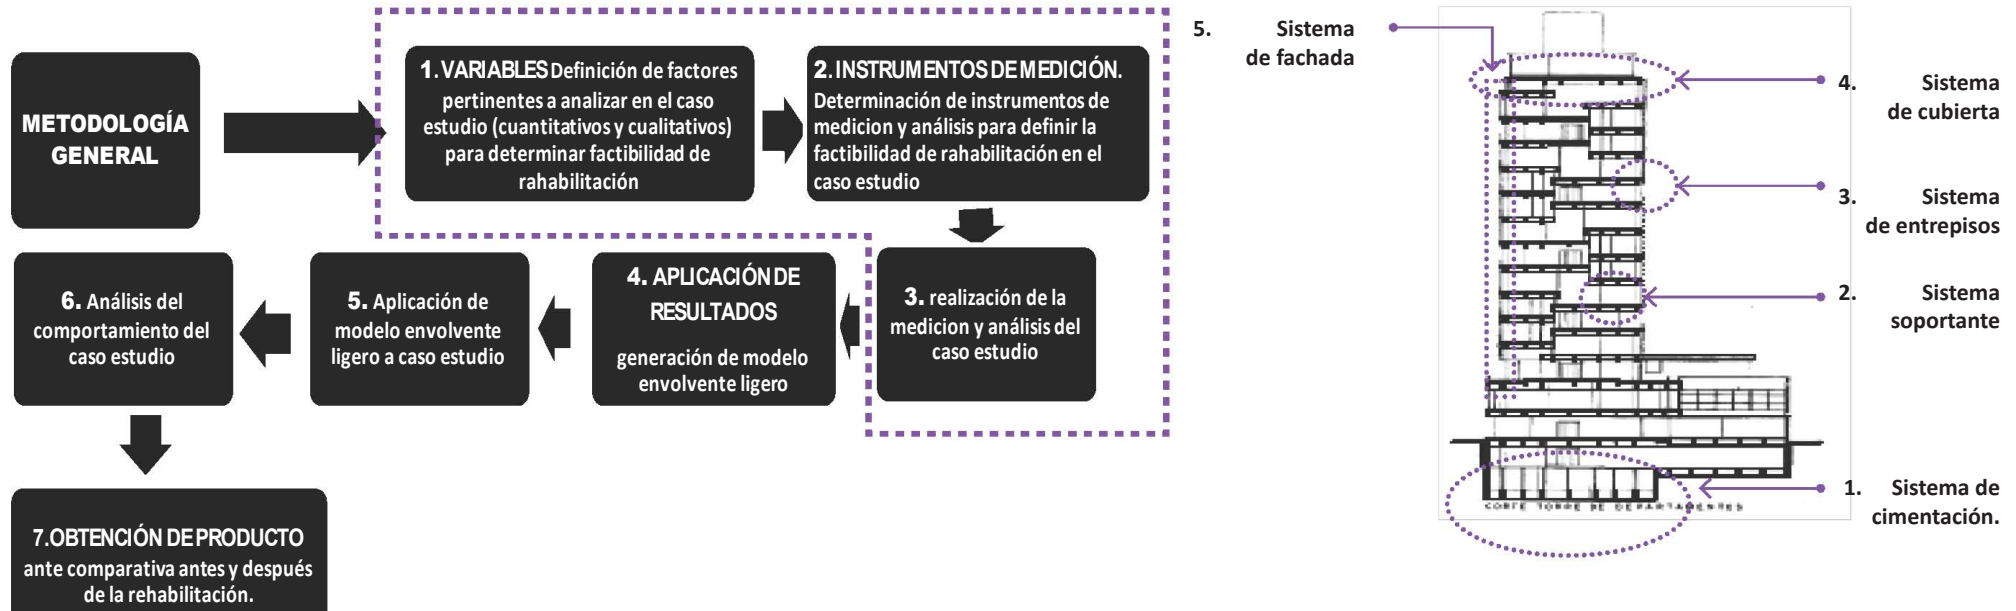 METODOLOGÍA
GENERAL
1. VARIABLES Definición de factores
pertinentes a analizar en el caso
estudio (cuantitativos y cualitativos)
para determinar factibilidad de
rahabilitación
2. INSTRUMENTOS DE MEDICIÓN.
Determinación de instrumentos de
medicion y análisis para definir la
factibilidad de rahabilitación en el
caso estudio
3. realización de la
medicion y análisis del
caso estudio
4. APLICACIÓN DE
RESULTADOS
generación de modelo
envolvente ligero
5. Aplicación de
modelo envolvente
ligero a caso estudio
6. Análisis del
comportamiento del
caso estudio
7.OBTENCIÓN DE PRODUCTO
ante comparativa antes y después
de la rehabilitación.
5. Sistema
de fachada
4. Sistema
de cubierta
3. Sistema
de entrepisos
2. Sistema
soportante
1. Sistema de
cimentación.
CORTE TORRE DE DEPARTAMENTOS